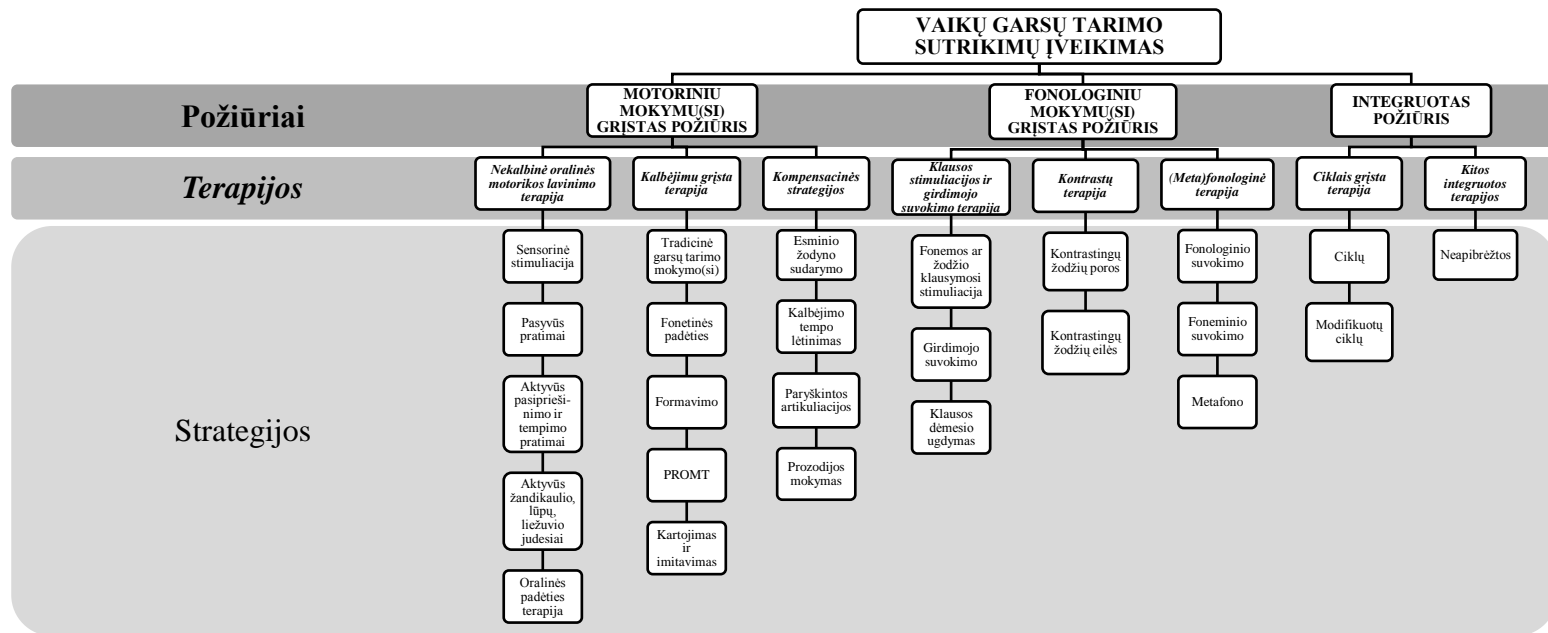 VAIKŲ GARSŲ TARIMO
SUTRIKIMŲ ĮVEIKIMAS
Požiūriai
MOTORINIU
MOKYMU(SI)
GRĮSTAS POŽIŪRIS
FONOLOGINIU
MOKYMU(SI)
GRĮSTAS POŽIŪRIS
INTEGRUOTAS
POŽIŪRIS
Terapijos
Nekalbinė oralinės
motorikos lavinimo
terapija
Kalbėjimu grįsta
terapija
Kompensacinės
strategijos
Klausos
stimuliacijos ir
girdimojo
suvokimo terapija
Kontrastų
terapija
(Meta)fonologinė
terapija
Ciklais grįsta
terapija
Kitos
integruotos
terapijos
Strategijos
Sensorinė
stimuliacija
Pasyvūs
pratimai
Aktyvūs
pasiprieši-
nimo ir
tempimo
pratimai
Aktyvūs
žandikaulio,
lūpų,
liežuvio
judesiai
Oralinės
padėties
terapija
Tradicinė
garsų tarimo
mokymo(si)
Fonetinės
padėties
Formavimo
PROMT
Kartojimas
ir
imitavimas
Esminio
žodyno
sudarymo
Kalbėjimo
tempo
lėtinimas
Paryškintos
artikuliacijos
Prozodijos
mokymas
Fonemos ar
žodžio
klausymosi
stimuliacija
Girdimojo
suvokimo
Klausos
dėmesio
ugdymas
Kontrastingų
žodžių poros
Kontrastingų
žodžių eilės
Fonologinio
suvokimo
Foneminio
suvokimo
Metafono
Ciklų
Modifikuotų
ciklų
Neapibrėžtos